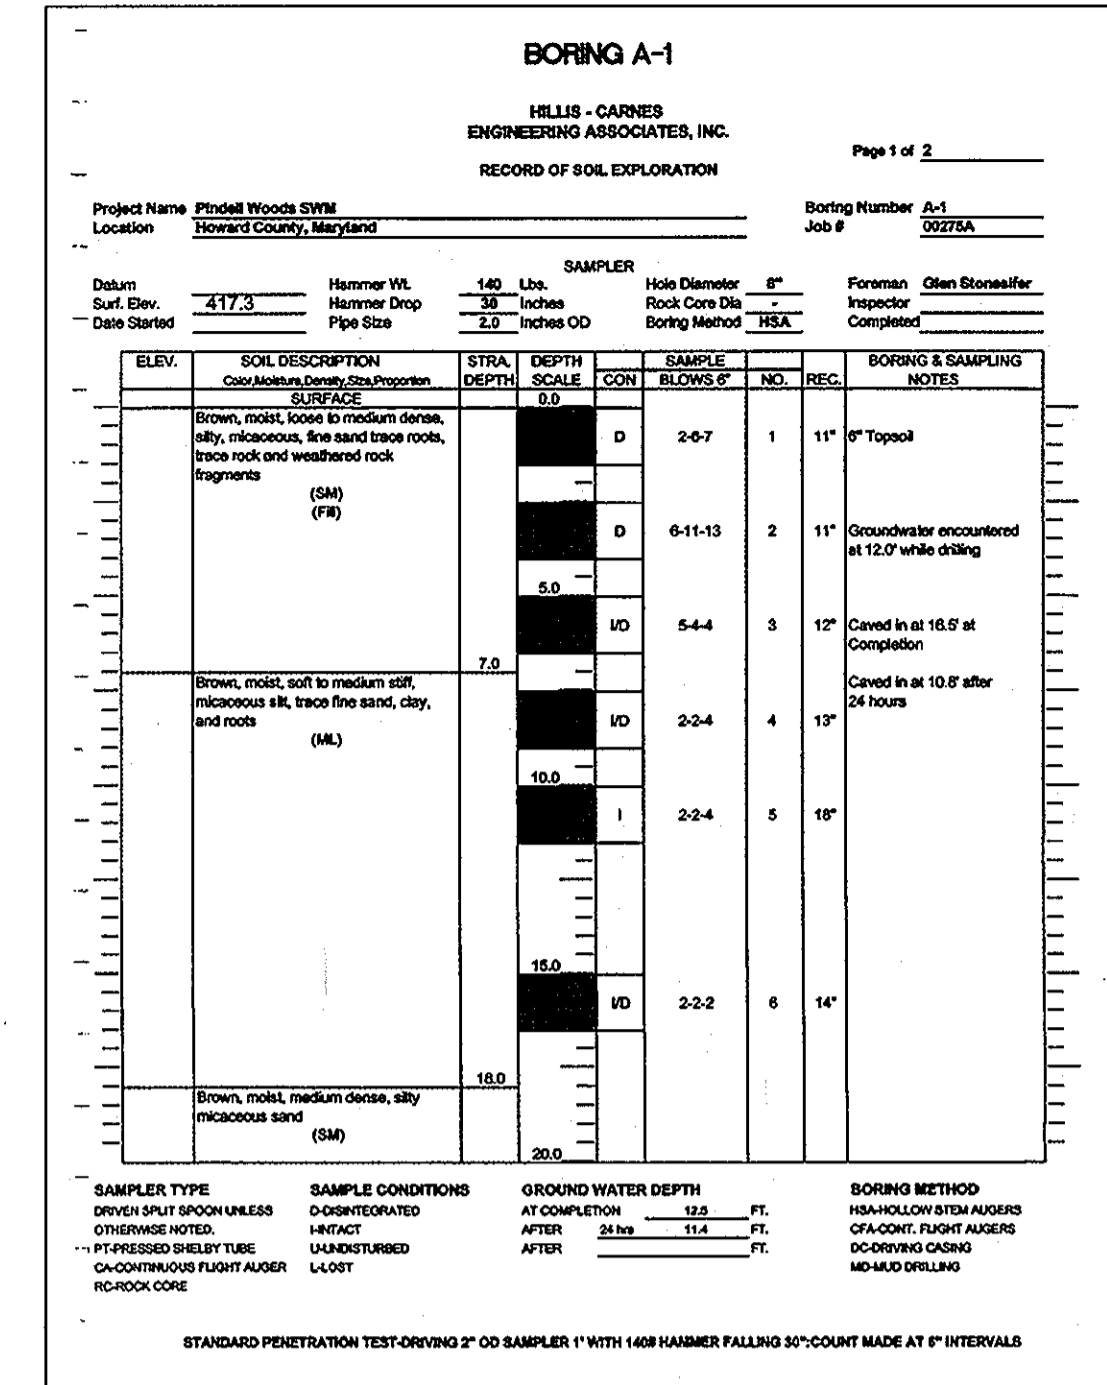 BORING A-1
HILLIS - CARNES
ENGINEERING ASSOCIATES, INC.
Page 1 of 2
RECORD OF SOIL EXPLORATION
Project Name Pindell Woods SWM Boring Number A-1
Location Howard County, Maryland Job # 00275A
SAMPLER
Datum Hammer Wt. 140 Lbs. Hole Diameter 8" Foreman Glen Stonesifer
Surf. Elev. 417.3 Hammer Drop 30 Inches Rock Core Dia - Inspector
Date Started Pipe Size 2.0 Inches OD Boring Method HSA Completed
ELEV. SOIL DESCRIPTION STRA. DEPTH SAMPLE BORING & SAMPLING
Color,Moisture,Density,Size,Proportion DEPTH SCALE CON BLOWS 6" NO. REC. NOTES
SURFACE 0.0
Brown, moist, loose to medium dense,
silty, micaceous, fine sand trace roots, D 2-6-7 1 11" 6" Topsoil
trace rock and weathered rock
fragments
(SM)
(Fill)
D 6-11-13 2 11" Groundwater encountered
at 12.0' while drilling
5.0
I/D 5-4-4 3 12" Caved in at 16.5' at
Completion
7.0
Brown, moist, soft to medium stiff, Caved in at 10.8' after
micaceous silt, trace fine sand, clay, 24 hours
and roots I/D 2-2-4 4 13"
(ML)
10.0
I 2-2-4 5 18"
15.0
I/D 2-2-2 6 14"
18.0
Brown, moist, medium dense, silty
micaceous sand
(SM)
20.0
SAMPLER TYPE SAMPLE CONDITIONS GROUND WATER DEPTH BORING METHOD
DRIVEN SPLIT SPOON UNLESS D-DISINTEGRATED AT COMPLETION 12.5 FT. HSA-HOLLOW STEM AUGERS
OTHERWISE NOTED. I-INTACT AFTER 24 hrs 11.4 FT. CFA-CONT. FLIGHT AUGERS
PT-PRESSED SHELBY TUBE U-UNDISTURBED AFTER FT. DC-DRIVING CASING
CA-CONTINUOUS FLIGHT AUGER L-LOST MD-MUD DRILLING
RC-ROCK CORE
STANDARD PENETRATION TEST-DRIVING 2" OD SAMPLER 1' WITH 140# HAMMER FALLING 30":COUNT MADE AT 6" INTERVALS